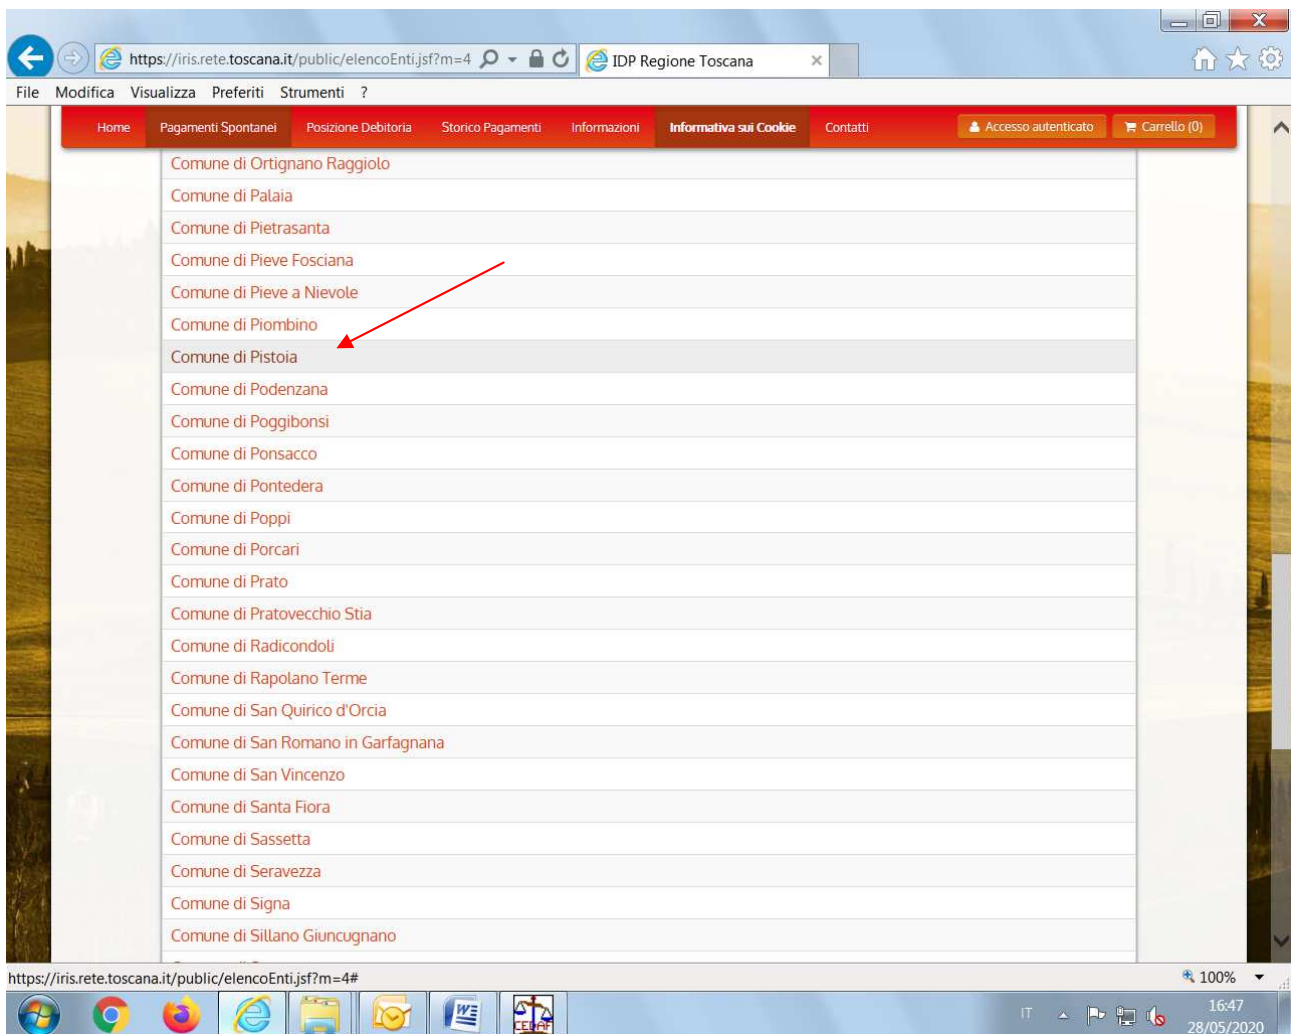 https://iris.rete.toscana.it/public/elencoEnti.jsf?m=4
IDP Regione Toscana
File Modifica Visualizza Preferiti Strumenti ?
Home Pagamenti Spontanei Posizione Debitoria Storico Pagamenti Informazioni Informativa sui Cookie Contatti Accesso autenticato Carrello (0)
Comune di Ortignano Raggiolo
Comune di Palaia
Comune di Pietrasanta
Comune di Pieve Fosciana
Comune di Pieve a Nievole
Comune di Piombino
Comune di Pistoia
Comune di Podenzana
Comune di Poggibonsi
Comune di Ponsacco
Comune di Pontedera
Comune di Poppi
Comune di Porcari
Comune di Prato
Comune di Pratovecchio Stia
Comune di Radicondoli
Comune di Rapolano Terme
Comune di San Quirico d'Orcia
Comune di San Romano in Garfagnana
Comune di San Vincenzo
Comune di Santa Fiora
Comune di Sassetta
Comune di Seravezza
Comune di Signa
Comune di Sillano Giuncugnano
https://iris.rete.toscana.it/public/elencoEnti.jsf?m=4#
100%
CEDAF
IT
16:47
28/05/2020